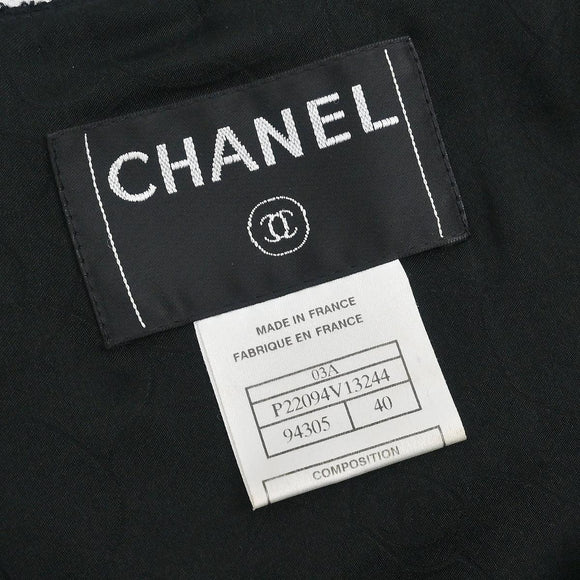 CHANEL
MADE IN FRANCE
FABRIQUE EN FRANCE
03A
P22094V13244
94305 40
COMPOSITION